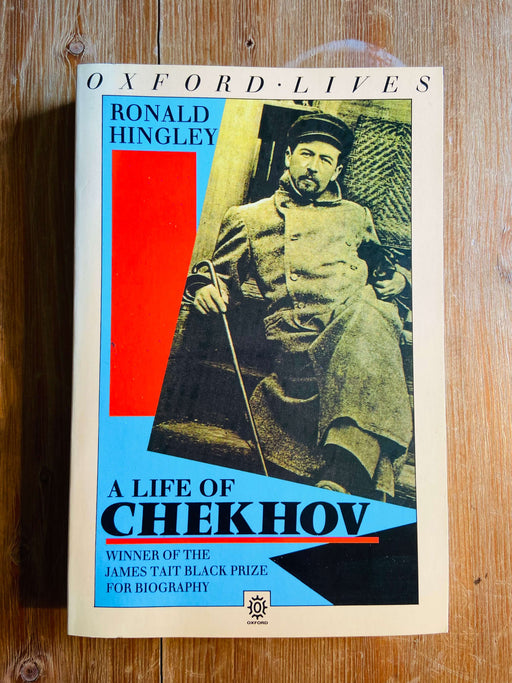 OXFORD · LIVES
RONALD
HINGLEY
A LIFE OF
CHEKHOV
WINNER OF THE
JAMES TAIT BLACK PRIZE
FOR BIOGRAPHY
OXFORD